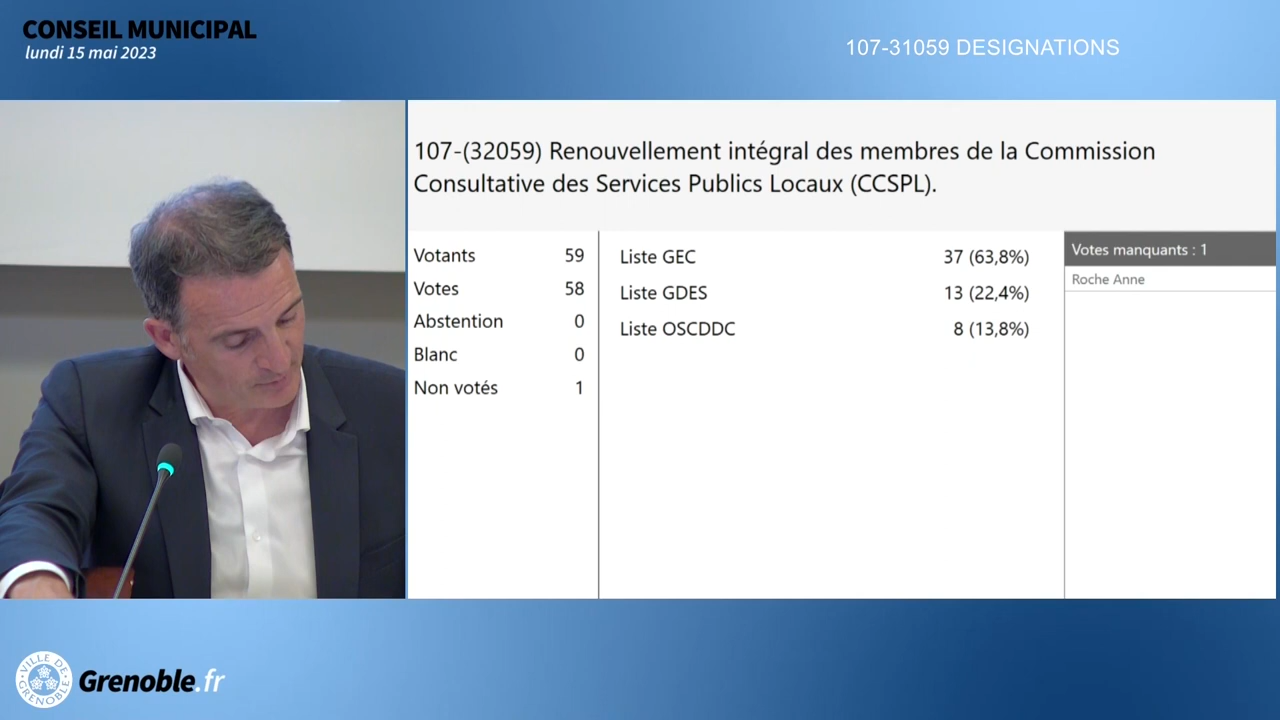 CONSEIL MUNICIPAL
lundi 15 mai 2023
107-31059 DESIGNATIONS
107-(32059) Renouvellement intégral des membres de la Commission
Consultative des Services Publics Locaux (CCSPL).
Votants 59
Votes 58
Abstention 0
Blanc 0
Non votés 1
Liste GEC 37 (63,8%)
Liste GDES 13 (22,4%)
Liste OSCDDC 8 (13,8%)
Votes manquants : 1
Roche Anne
VILLE DE GRENOBLE
Grenoble.fr